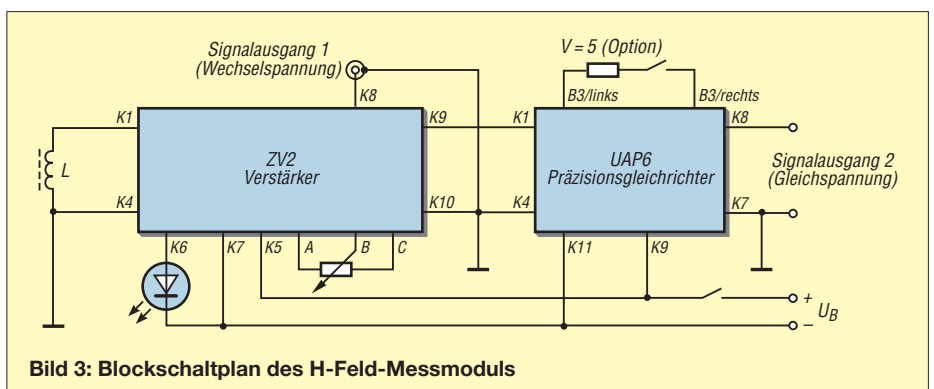 Signalausgang 1
(Wechselspannung)
V = 5 (Option)
K8
B3/links
B3/rechts
K1
K9
K1
K8
L
ZV2
Verstärker
UAP6
Präzisionsgleichrichter
Signalausgang 2
(Gleichspannung)
K4
K10
K4
K7
K6
K7
K5
A
B
C
K11
K9
+
UB
–
Bild 3: Blockschaltplan des H-Feld-Messmoduls